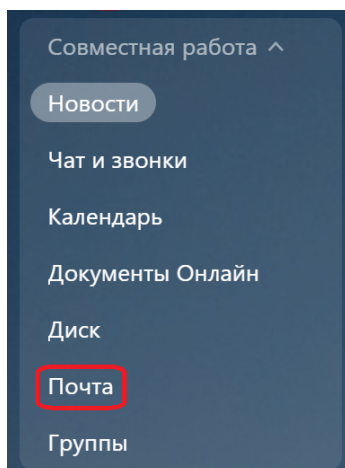 Совместная работа
Новости
Чат и звонки
Календарь
Документы Онлайн
Диск
Почта
Группы